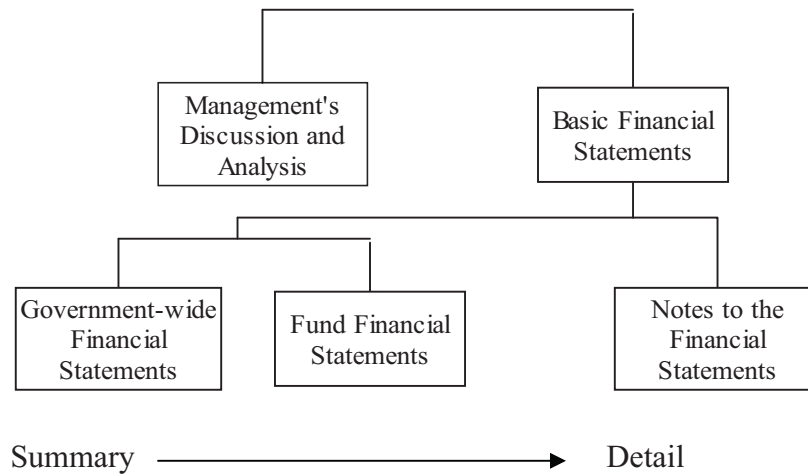 Management's
Discussion and
Analysis
Basic Financial
Statements
Government-wide
Financial
Statements
Fund Financial
Statements
Notes to the
Financial
Statements
Summary
Detail